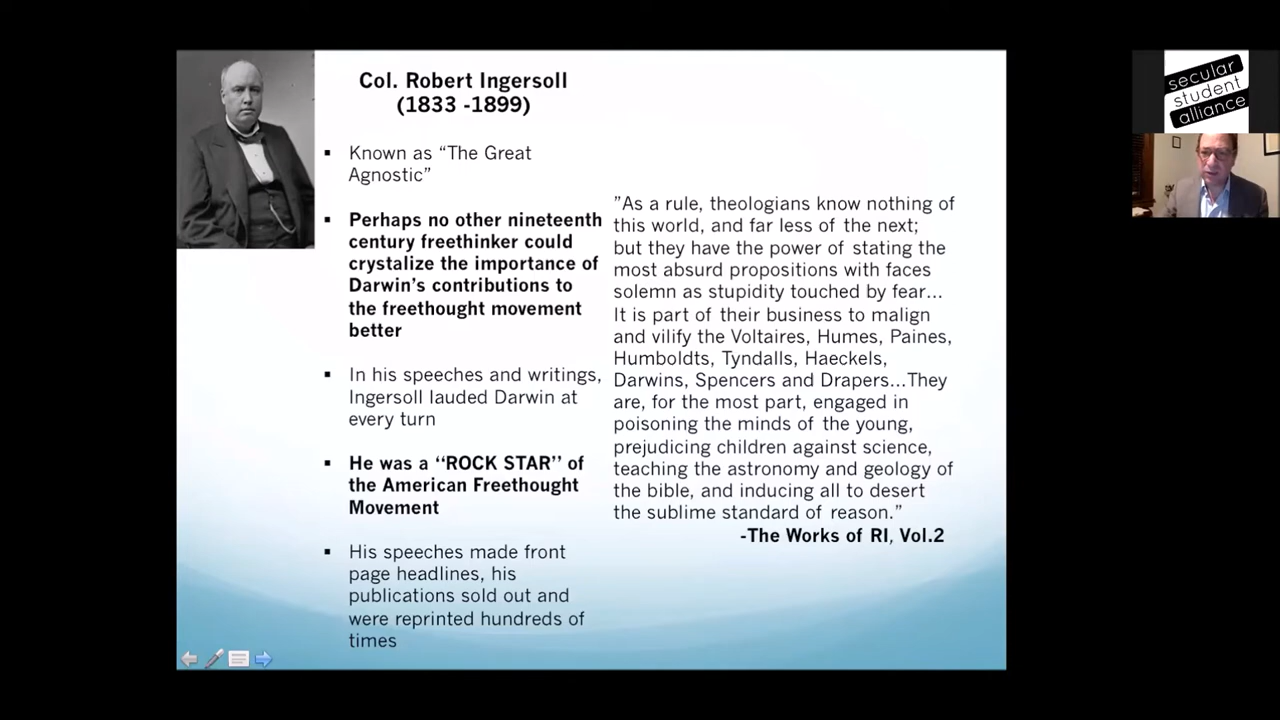 Col. Robert Ingersoll
(1833 -1899)
▪ Known as “The Great
Agnostic”
▪ Perhaps no other nineteenth
century freethinker could
crystalize the importance of
Darwin’s contributions to
the freethought movement
better
▪ In his speeches and writings,
Ingersoll lauded Darwin at
every turn
▪ He was a ‘‘ROCK STAR’’ of
the American Freethought
Movement
▪ His speeches made front
page headlines, his
publications sold out and
were reprinted hundreds of
times
”As a rule, theologians know nothing of
this world, and far less of the next;
but they have the power of stating the
most absurd propositions with faces
solemn as stupidity touched by fear...
It is part of their business to malign
and vilify the Voltaires, Humes, Paines,
Humboldts, Tyndalls, Haeckels,
Darwins, Spencers and Drapers...They
are, for the most part, engaged in
poisoning the minds of the young,
prejudicing children against science,
teaching the astronomy and geology of
the bible, and inducing all to desert
the sublime standard of reason.”
-The Works of RI, Vol.2
secular
student
alliance